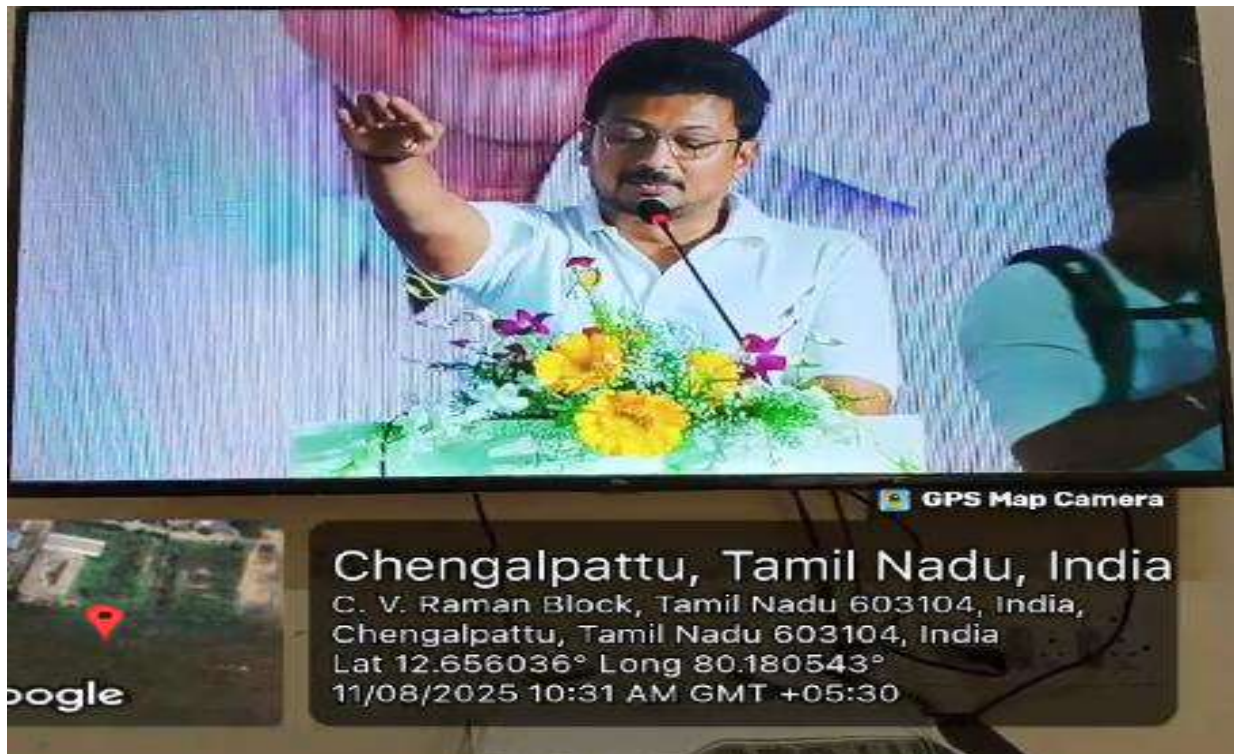 GPS Map Camera
Chengalpattu, Tamil Nadu, India
C. V. Raman Block, Tamil Nadu 603104, India,
Chengalpattu, Tamil Nadu 603104, India
Lat 12.656036° Long 80.180543°
11/08/2025 10:31 AM GMT +05:30
oogle